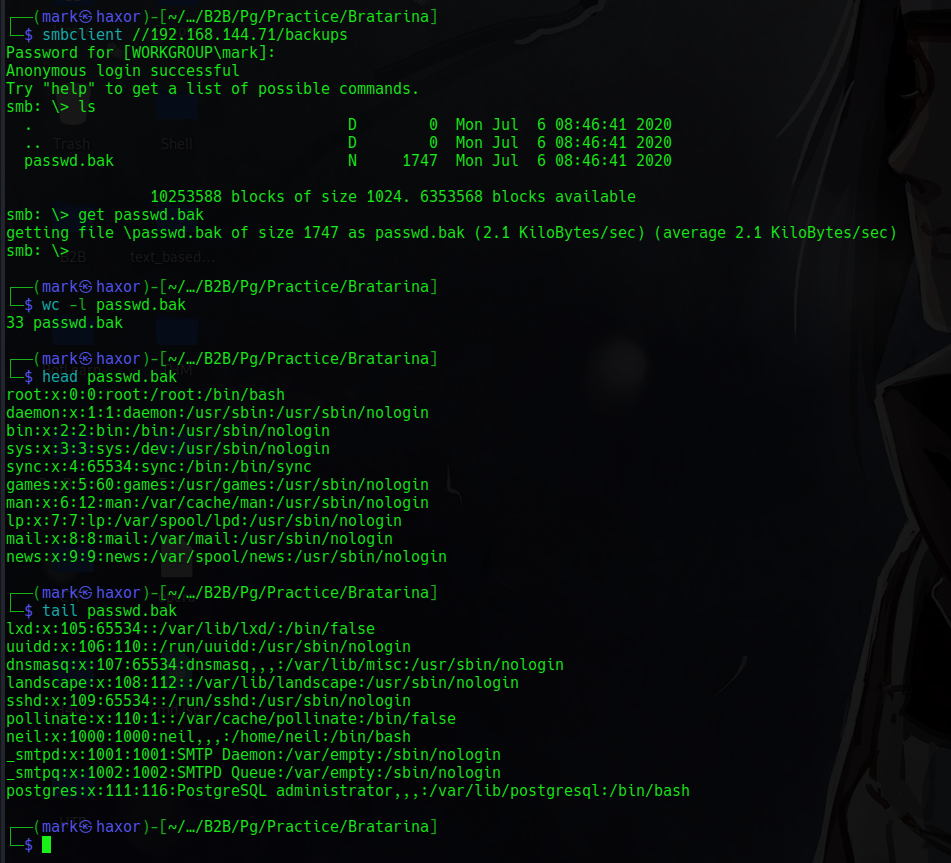 ┌──(mark㉿haxor)-[~/…/B2B/Pg/Practice/Bratarina]
└─$ smbclient //192.168.144.71/backups
Password for [WORKGROUP\mark]:
Anonymous login successful
Try "help" to get a list of possible commands.
smb: \> ls
  .                                   D        0  Mon Jul  6 08:46:41 2020
  ..                                  D        0  Mon Jul  6 08:46:41 2020
Trash Shell
  passwd.bak                          N     1747  Mon Jul  6 08:46:41 2020
                10253588 blocks of size 1024. 6353568 blocks available
smb: \> get passwd.bak
getting file \passwd.bak of size 1747 as passwd.bak (2.1 KiloBytes/sec) (average 2.1 KiloBytes/sec)
smb: \>
B2B text_based...
┌──(mark㉿haxor)-[~/…/B2B/Pg/Practice/Bratarina]
└─$ wc -l passwd.bak
33 passwd.bak
┌──(mark㉿haxor)-[~/…/B2B/Pg/Practice/Bratarina]
└─$ head passwd.bak
root:x:0:0:root:/root:/bin/bash
daemon:x:1:1:daemon:/usr/sbin:/usr/sbin/nologin
bin:x:2:2:bin:/bin:/usr/sbin/nologin
sys:x:3:3:sys:/dev:/usr/sbin/nologin
sync:x:4:65534:sync:/bin:/bin/sync
games:x:5:60:games:/usr/games:/usr/sbin/nologin
man:x:6:12:man:/var/cache/man:/usr/sbin/nologin
lp:x:7:7:lp:/var/spool/lpd:/usr/sbin/nologin
mail:x:8:8:mail:/var/mail:/usr/sbin/nologin
news:x:9:9:news:/var/spool/news:/usr/sbin/nologin
┌──(mark㉿haxor)-[~/…/B2B/Pg/Practice/Bratarina]
└─$ tail passwd.bak
lxd:x:105:65534::/var/lib/lxd/:/bin/false
uuidd:x:106:110::/run/uuidd:/usr/sbin/nologin
dnsmasq:x:107:65534:dnsmasq,,,:/var/lib/misc:/usr/sbin/nologin
landscape:x:108:112::/var/lib/landscape:/usr/sbin/nologin
sshd:x:109:65534::/run/sshd:/usr/sbin/nologin
pollinate:x:110:1::/var/cache/pollinate:/bin/false
neil:x:1000:1000:neil,,,:/home/neil:/bin/bash
_smtpd:x:1001:1001:SMTP Daemon:/var/empty:/sbin/nologin
_smtpq:x:1002:1002:SMTPD Queue:/var/empty:/sbin/nologin
postgres:x:111:116:PostgreSQL administrator,,,:/var/lib/postgresql:/bin/bash
┌──(mark㉿haxor)-[~/…/B2B/Pg/Practice/Bratarina]
└─$